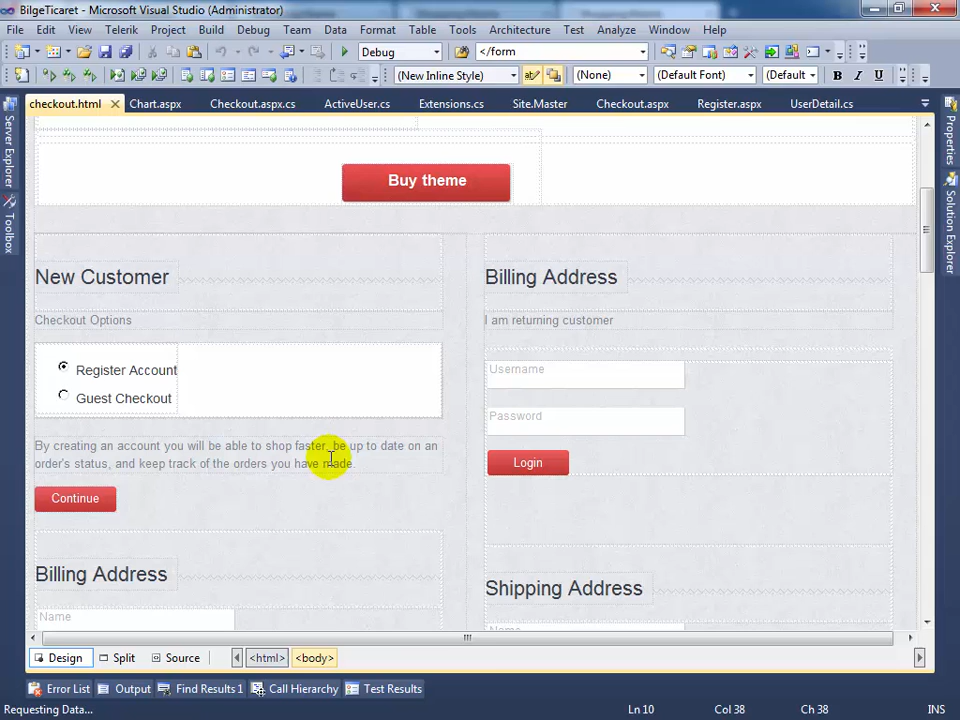 BilgeTicaret - Microsoft Visual Studio (Administrator)
File Edit View Telerik Project Build Debug Team Data Format Table Tools Architecture Test Analyze Window Help
Debug </form
(New Inline Style) (None) (Default Font) (Default B I U
checkout.html Chart.aspx Checkout.aspx.cs ActiveUser.cs Extensions.cs Site.Master Checkout.aspx Register.aspx UserDetail.cs
Server Explorer
Toolbox
Properties
Solution Explorer
Buy theme
New Customer
Billing Address
Checkout Options
I am returning customer
Register Account
Username
Guest Checkout
Password
By creating an account you will be able to shop faster, be up to date on an
order's status, and keep track of the orders you have made.
Login
Continue
Billing Address
Shipping Address
Name
Name
Design Split Source <html> <body>
Error List Output Find Results 1 Call Hierarchy Test Results
Requesting Data... Ln 10 Col 38 Ch 38 INS